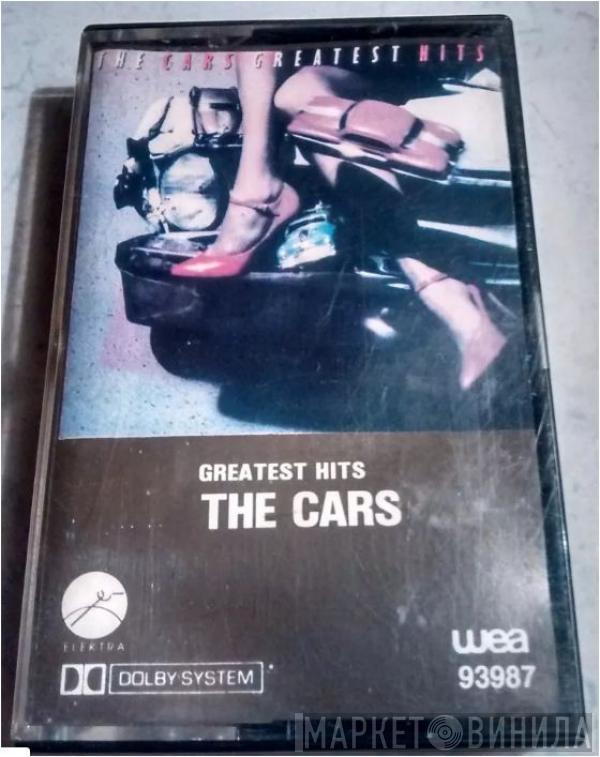 THE CARS GREATEST HITS
GREATEST HITS
THE CARS
ELEKTRA
DOLBY SYSTEM
wea
93987
МАРКЕТ ВИНИЛА